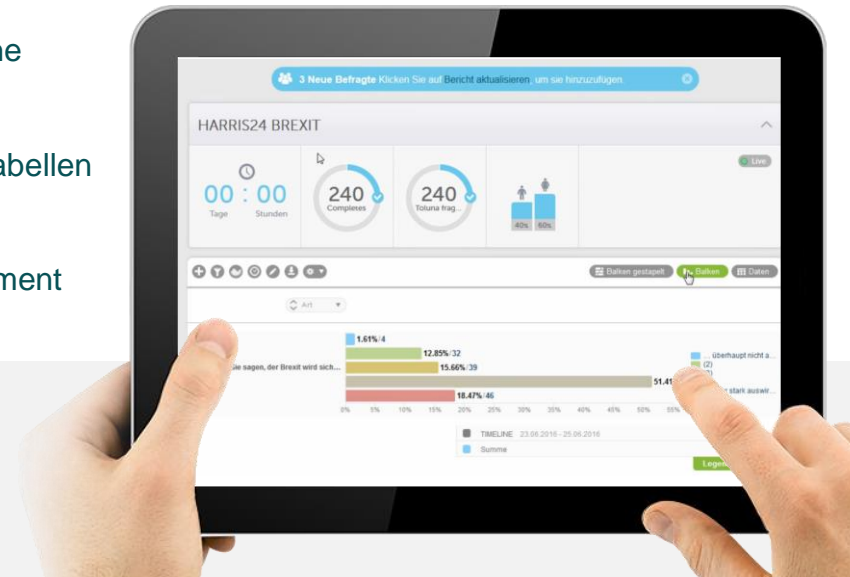 ne
abellen
ment
3 Neue Befragte Klicken Sie auf Bericht aktualisieren, um sie hinzuzufügen.
HARRIS24 BREXIT
Live
00 : 00
Tage Stunden
240
Completes
240
Toluna frag...
40% 60%
Balken gestapelt Balken Daten
Art
1.61%/4
12.85%/32
15.66%/39
51.41
18.47%/46
sagen, der Brexit wird sich...
... überhaupt nicht a...
(2)
stark auswir...
0% 5% 10% 15% 20% 25% 30% 35% 40% 45% 50% 55%
TIMELINE 23.06.2016 - 25.06.2016
Summe